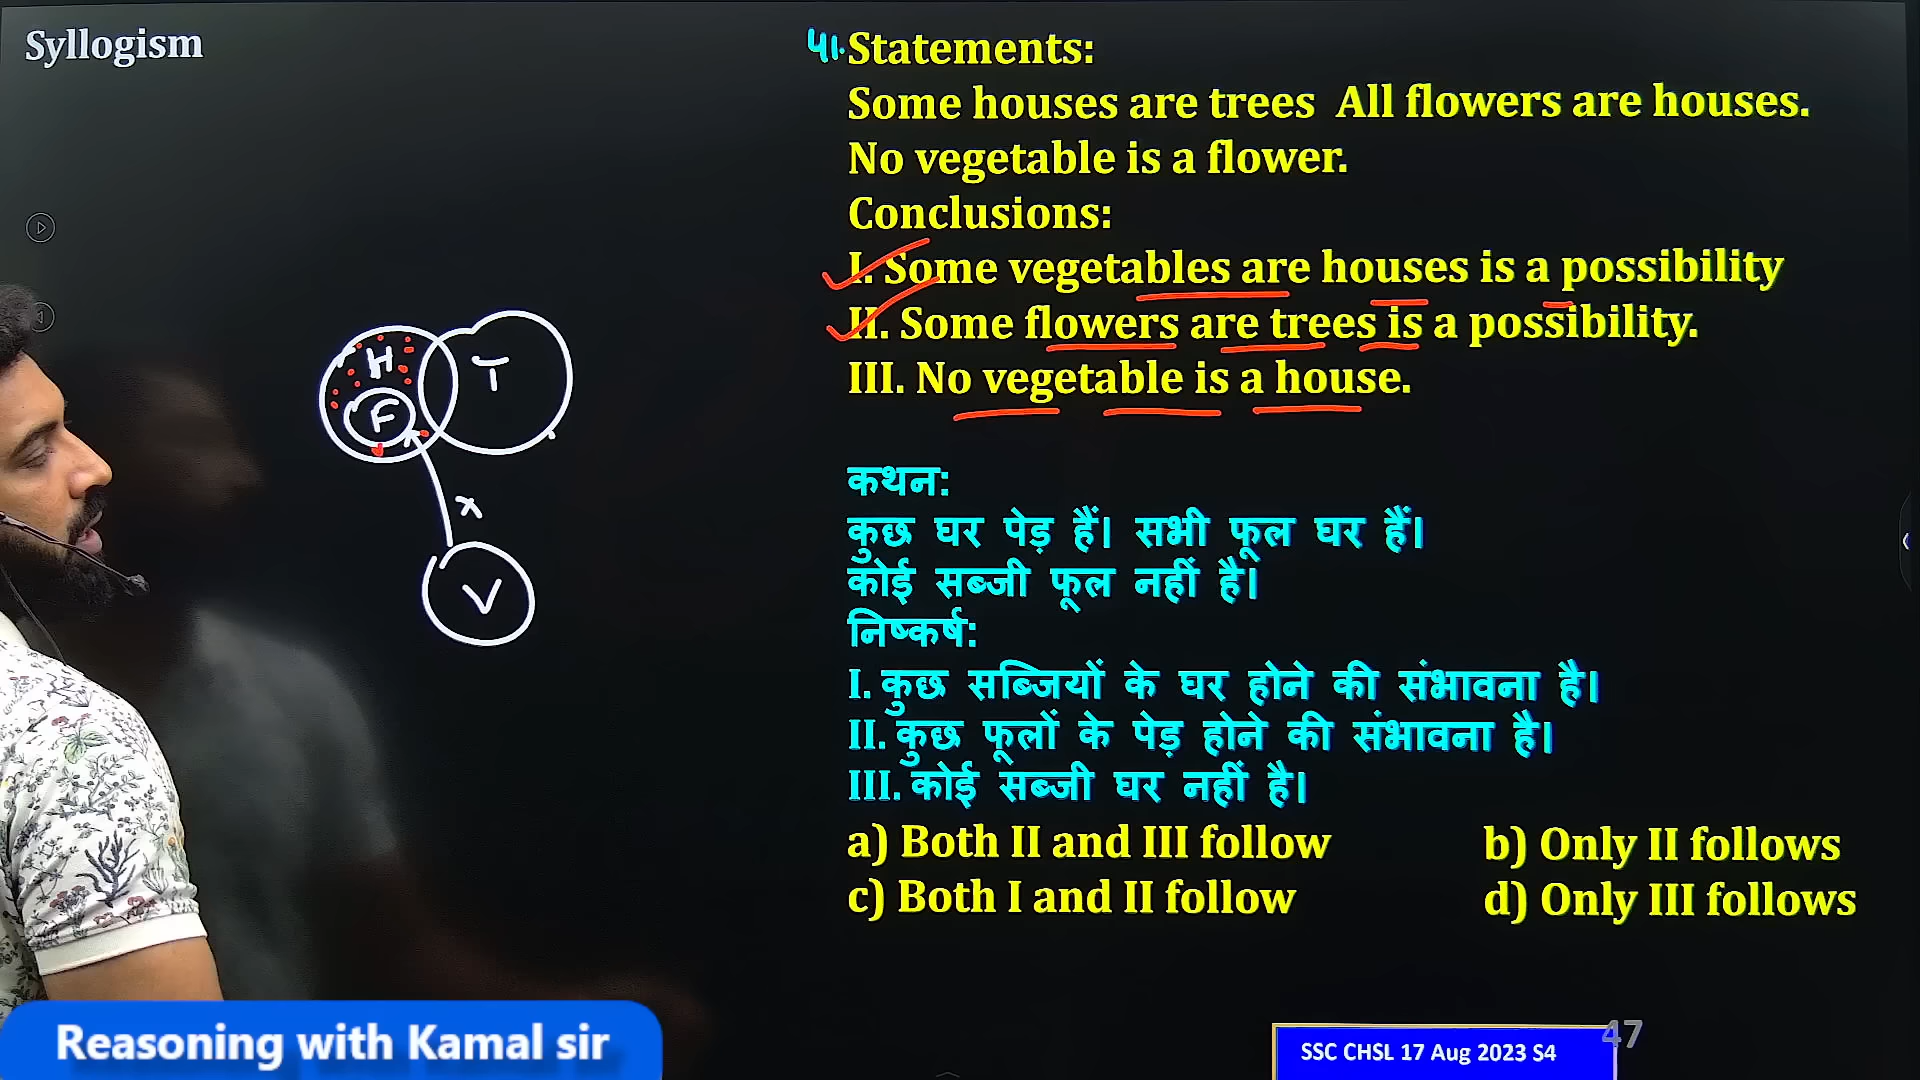 Syllogism
41. Statements:
Some houses are trees All flowers are houses.
No vegetable is a flower.
Conclusions:
I. Some vegetables are houses is a possibility
II. Some flowers are trees is a possibility.
III. No vegetable is a house.
H
T
F
x
V
कथन:
कुछ घर पेड़ हैं। सभी फूल घर हैं।
कोई सब्जी फूल नहीं है।
निष्कर्ष:
I. कुछ सब्जियों के घर होने की संभावना है।
II. कुछ फूलों के पेड़ होने की संभावना है।
III. कोई सब्जी घर नहीं है।
a) Both II and III follow b) Only II follows
c) Both I and II follow d) Only III follows
Reasoning with Kamal sir
SSC CHSL 17 Aug 2023 S4
47